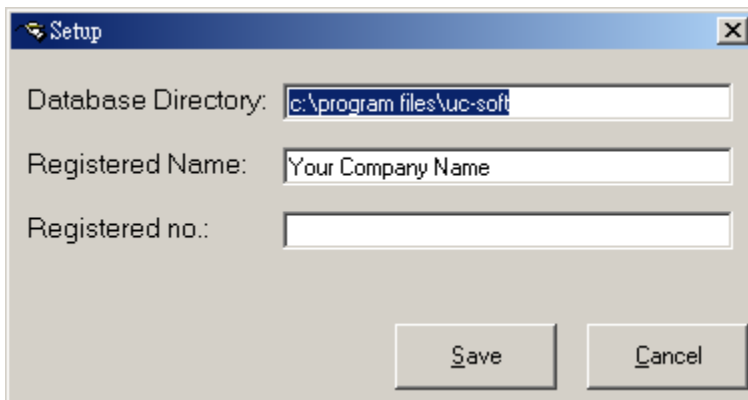 Setup
Database Directory: c:\program files\uc-soft
Registered Name: Your Company Name
Registered no.:
Save Cancel